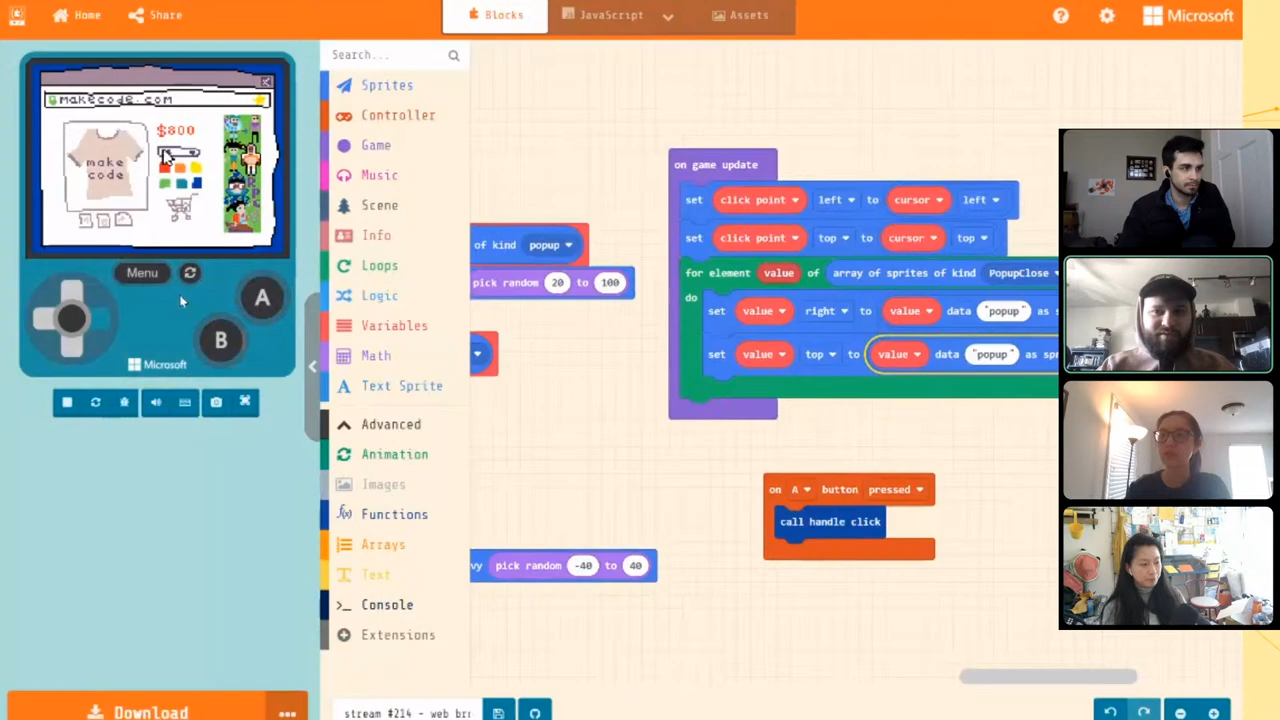 Home
Share
Blocks
JavaScript
Assets
Microsoft
makecode.com
$800
make
code
Menu
A
B
Microsoft
Download
Search...
Sprites
Controller
Game
Music
Scene
Info
Loops
Logic
Variables
Math
Text Sprite
Advanced
Animation
Images
Functions
Arrays
Text
Console
Extensions
of kind popup
pick random 20 to 100
pick random -40 to 40
on game update
set click point left to cursor left
set click point top to cursor top
for element value of array of sprites of kind PopupClose
do
set value right to value data "popup" as s
set value top to value data "popup" as spr
on A button pressed
call handle click
stream #214 - web bro